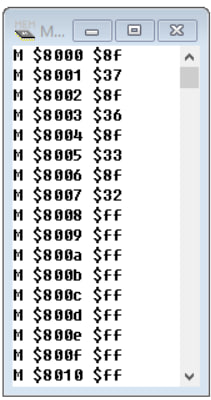 MEM M...
M $8000 $8f
M $8001 $37
M $8002 $8f
M $8003 $36
M $8004 $8f
M $8005 $33
M $8006 $8f
M $8007 $32
M $8008 $ff
M $8009 $ff
M $800a $ff
M $800b $ff
M $800c $ff
M $800d $ff
M $800e $ff
M $800f $ff
M $8010 $ff